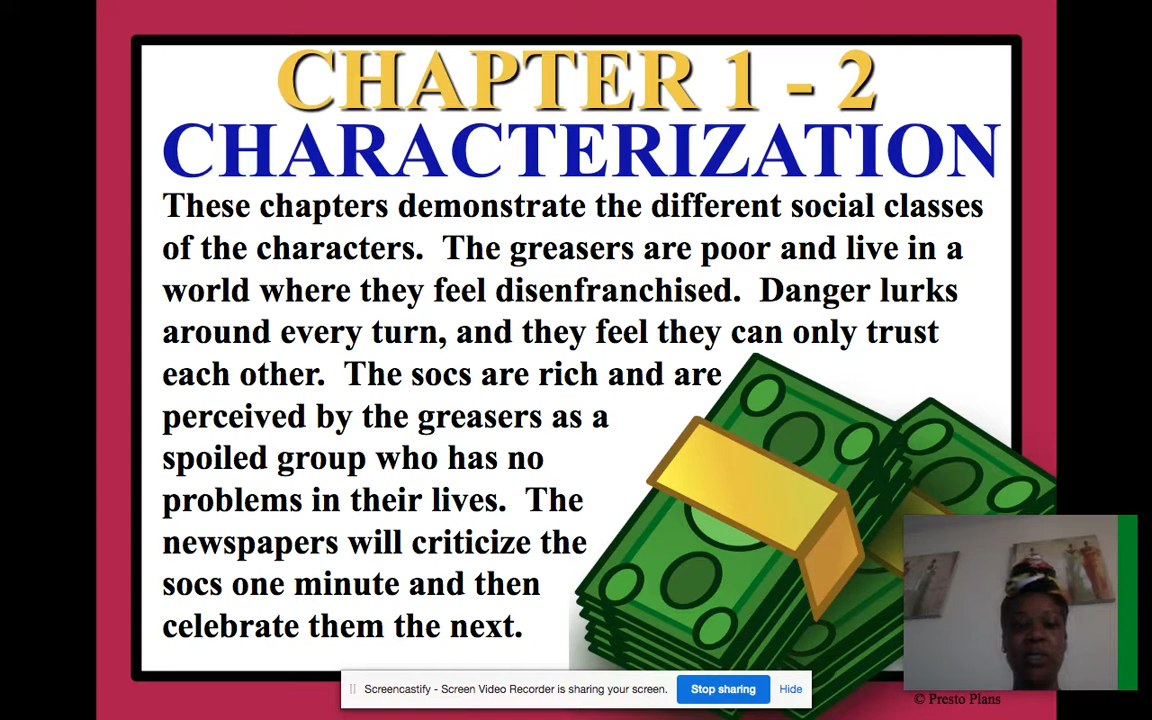 CHAPTER 1 - 2
CHARACTERIZATION
These chapters demonstrate the different social classes
of the characters. The greasers are poor and live in a
world where they feel disenfranchised. Danger lurks
around every turn, and they feel they can only trust
each other. The socs are rich and are
perceived by the greasers as a
spoiled group who has no
problems in their lives. The
newspapers will criticize the
socs one minute and then
celebrate them the next.
Screencastify - Screen Video Recorder is sharing your screen.
Stop sharing
Hide
© Presto Plans